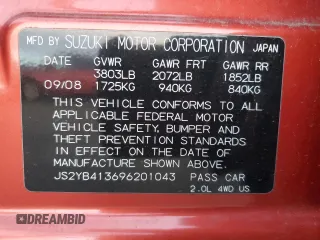 MFD BY SUZUKI MOTOR CORPORATION JAPAN
DATE GVWR GAWR FRT GAWR RR
3803LB 2072LB 1852LB
09/08 1725KG 940KG 840KG
THIS VEHICLE CONFORMS TO ALL
APPLICABLE FEDERAL MOTOR
VEHICLE SAFETY, BUMPER AND
THEFT PREVENTION STANDARDS
IN EFFECT ON THE DATE OF
MANUFACTURE SHOWN ABOVE.
JS2YB413696201043 PASS CAR
2.0L 4WD US
DREAMBID